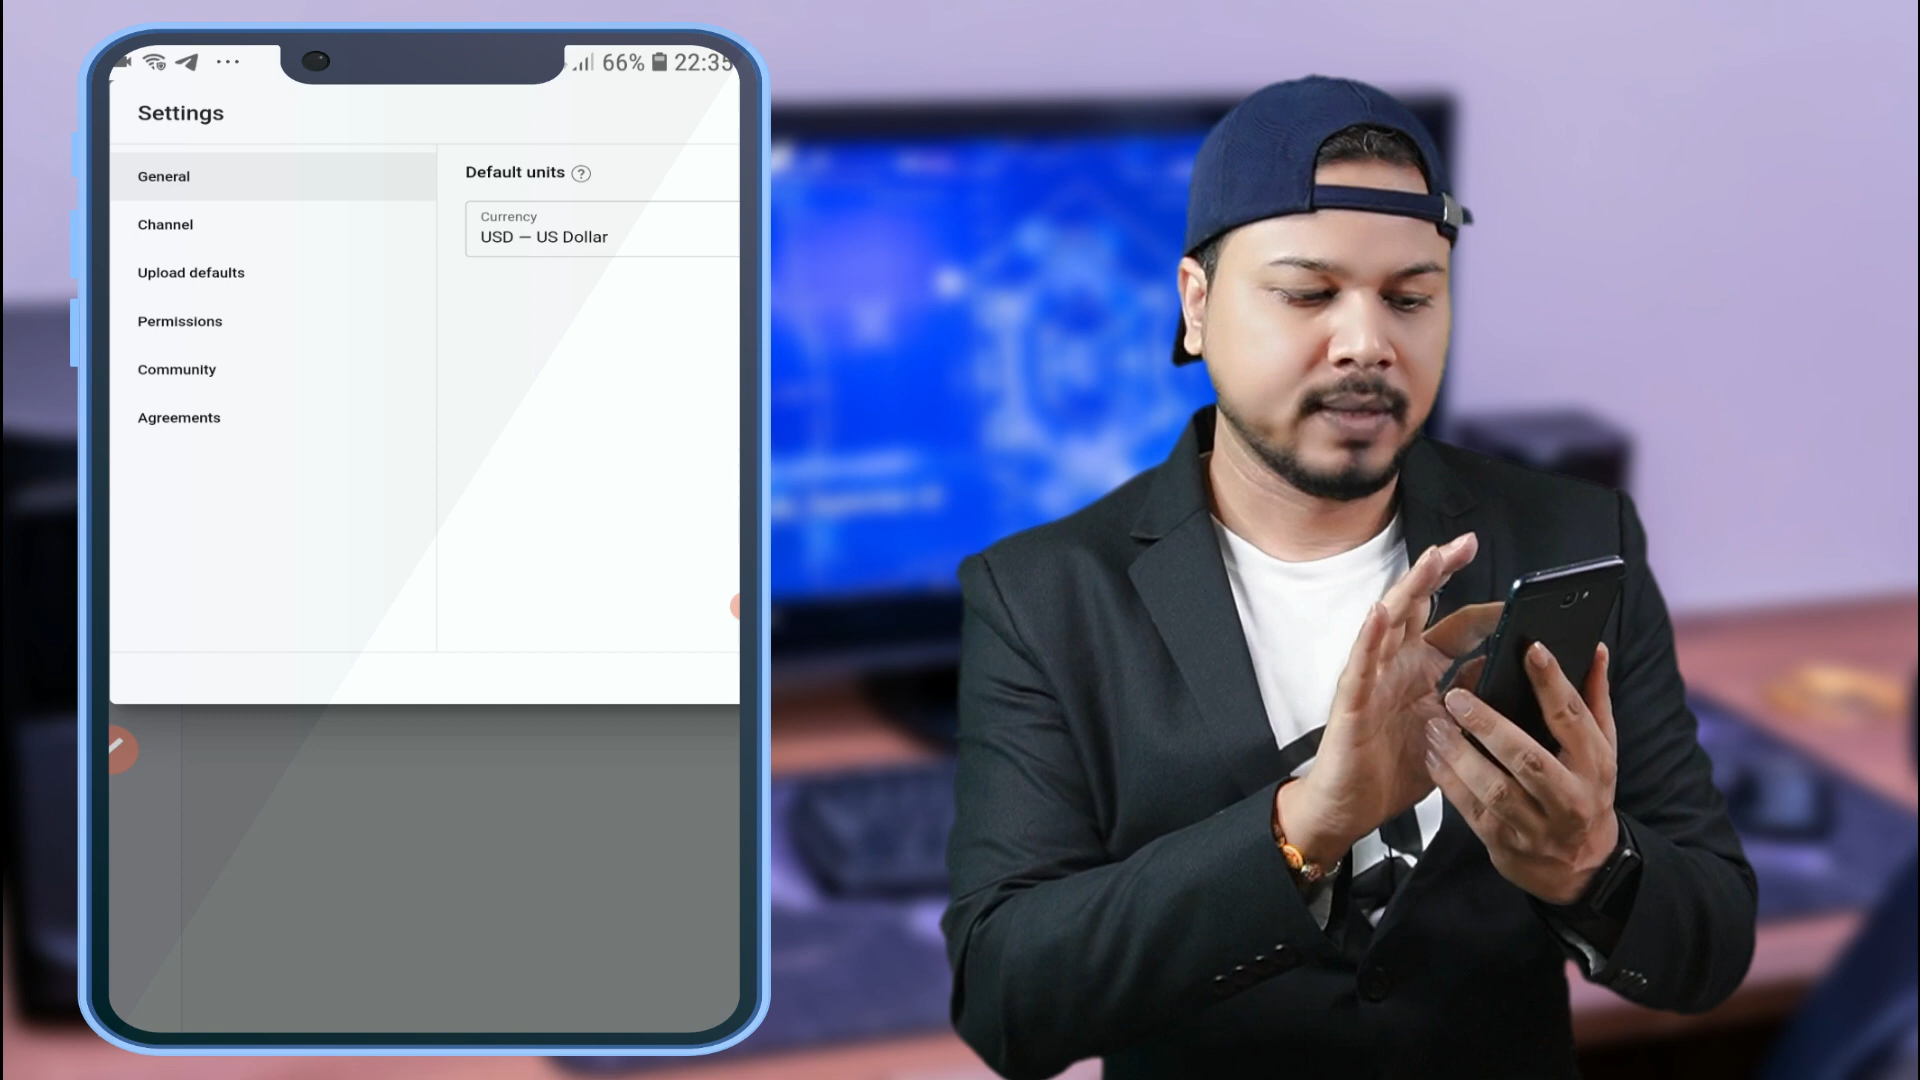 66% 22:35
Settings
General
Channel
Upload defaults
Permissions
Community
Agreements
Default units ?
Currency
USD — US Dollar